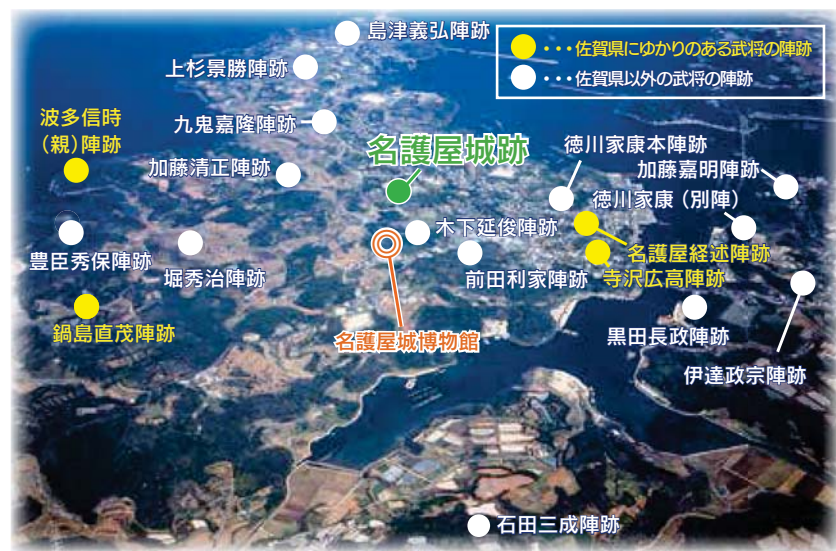 島津義弘陣跡
・・・佐賀県にゆかりのある武将の陣跡
・・・佐賀県以外の武将の陣跡
上杉景勝陣跡
波多信時
（親）陣跡
九鬼嘉隆陣跡
名護屋城跡
徳川家康本陣跡
加藤清正陣跡
加藤嘉明陣跡
徳川家康（別陣）
木下延俊陣跡
名護屋経述陣跡
豊臣秀保陣跡
堀秀治陣跡
前田利家陣跡
寺沢広高陣跡
鍋島直茂陣跡
名護屋城博物館
黒田長政陣跡
伊達政宗陣跡
石田三成陣跡